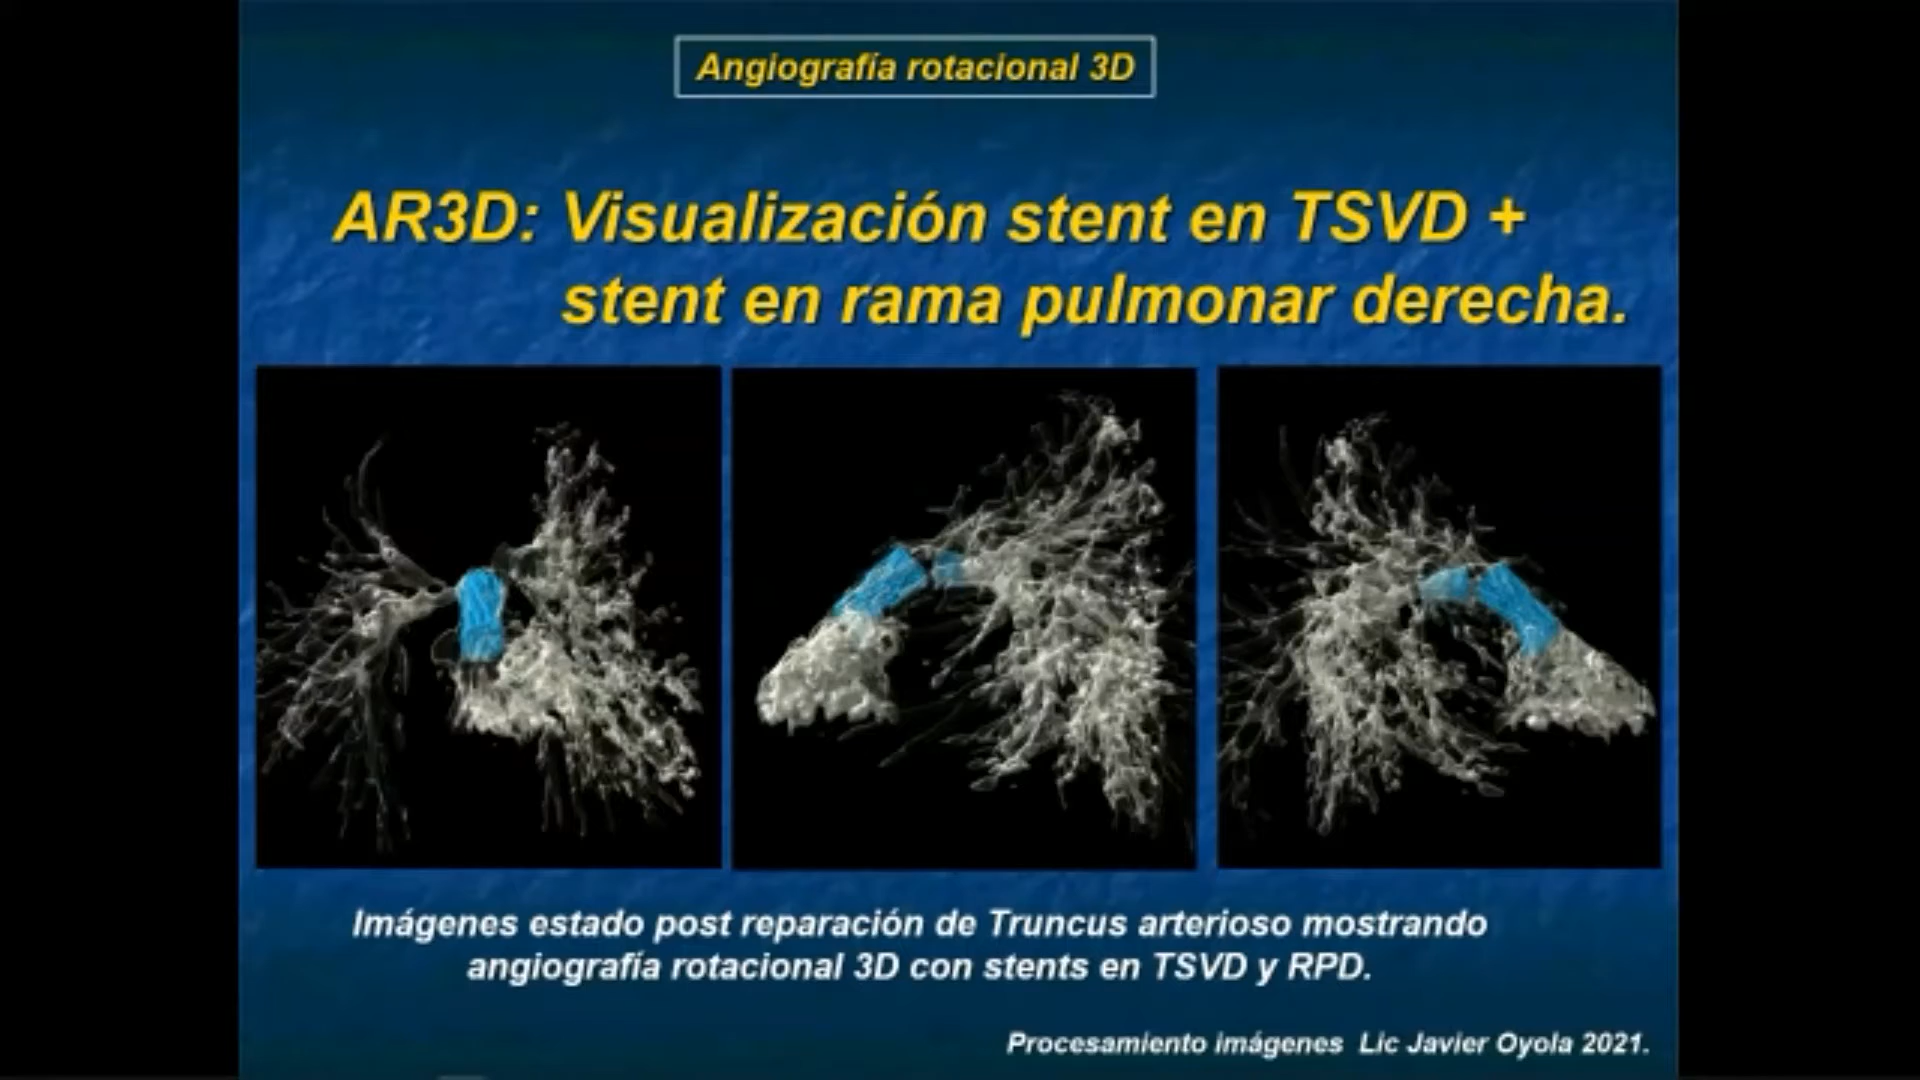 Angiografía rotacional 3D
AR3D: Visualización stent en TSVD +
stent en rama pulmonar derecha.
Imágenes estado post reparación de Truncus arterioso mostrando
angiografía rotacional 3D con stents en TSVD y RPD.
Procesamiento imágenes Lic Javier Oyola 2021.